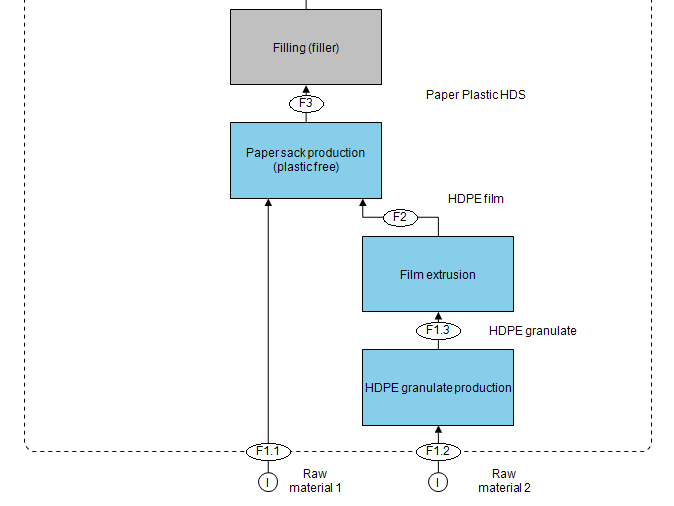 Filling (filler)
F3
Paper Plastic HDS
Paper sack production
(plastic free)
HDPE film
F2
Film extrusion
F1.3
HDPE granulate
HDPE granulate production
F1.1
F1.2
I
Raw
material 1
I
Raw
material 2